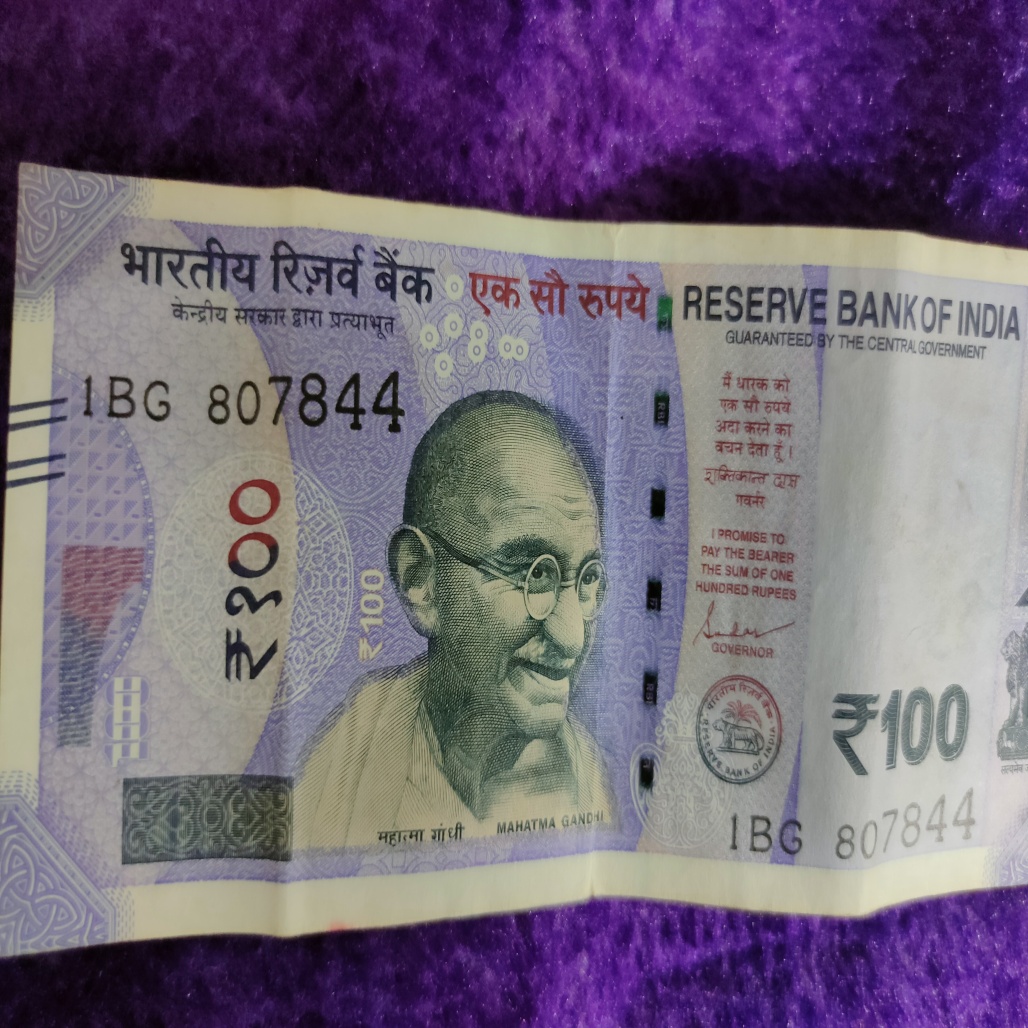 भारतीय रिज़र्व बैंक
केन्द्रीय सरकार द्वारा प्रत्याभूत
एक सौ रुपये
RESERVE BANK OF INDIA
GUARANTEED BY THE CENTRAL GOVERNMENT
1BG 807844
₹१००
₹100
मैं धारक को
एक सौ रुपये
अदा करने का
वचन देता हूँ।
शक्तिकान्त दास
गवर्नर
I PROMISE TO
PAY THE BEARER
THE SUM OF ONE
HUNDRED RUPEES
GOVERNOR
भारतीय रिज़र्व बैंक
RESERVE BANK OF INDIA
₹100
1BG 807844
महात्मा गांधी
MAHATMA GANDHI